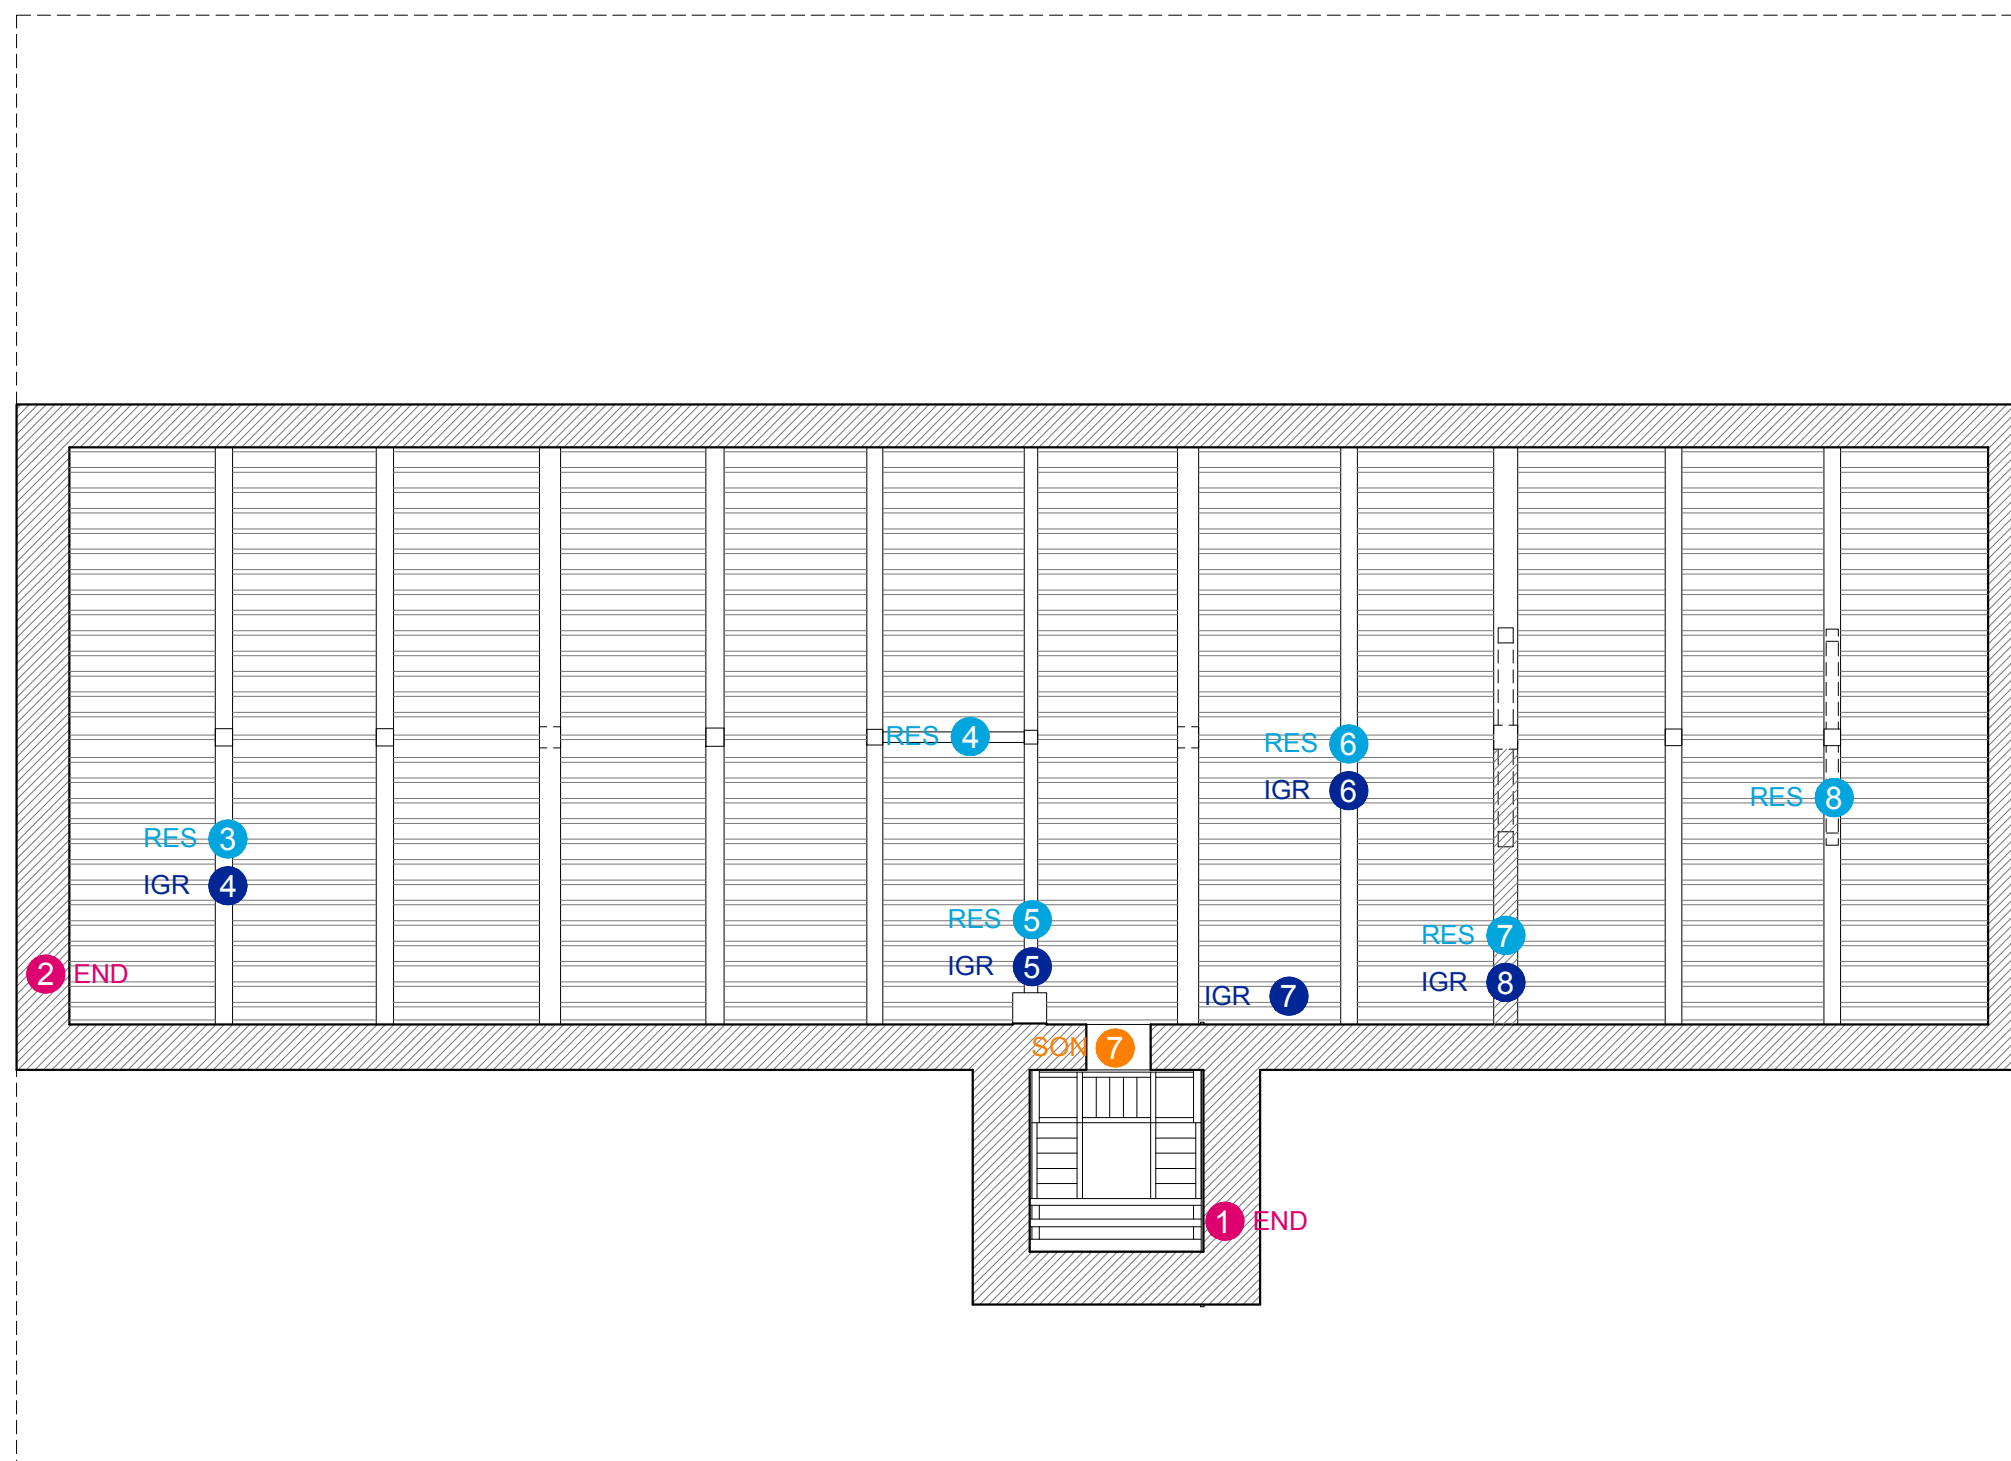 RES 4
RES 6
IGR 6
RES 8
RES 3
IGR 4
RES 5
RES 7
IGR 5
2 END
IGR 8
IGR 7
SON 7
1 END